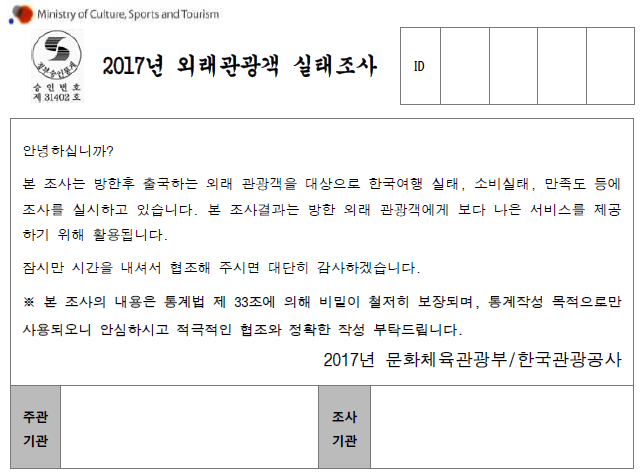 Ministry of Culture, Sports and Tourism
2017년 외래관광객 실태조사
ID
승 인 번 호
제 31402 호
안녕하십니까?
본 조사는 방한후 출국하는 외래 관광객을 대상으로 한국여행 실태, 소비실태, 만족도 등에
조사를 실시하고 있습니다. 본 조사결과는 방한 외래 관광객에게 보다 나은 서비스를 제공
하기 위해 활용됩니다.
잠시만 시간을 내셔서 협조해 주시면 대단히 감사하겠습니다.
※ 본 조사의 내용은 통계법 제 33조에 의해 비밀이 철저히 보장되며, 통계작성 목적으로만
사용되오니 안심하시고 적극적인 협조와 정확한 작성 부탁드립니다.
2017년 문화체육관광부/한국관광공사
주관
기관
조사
기관